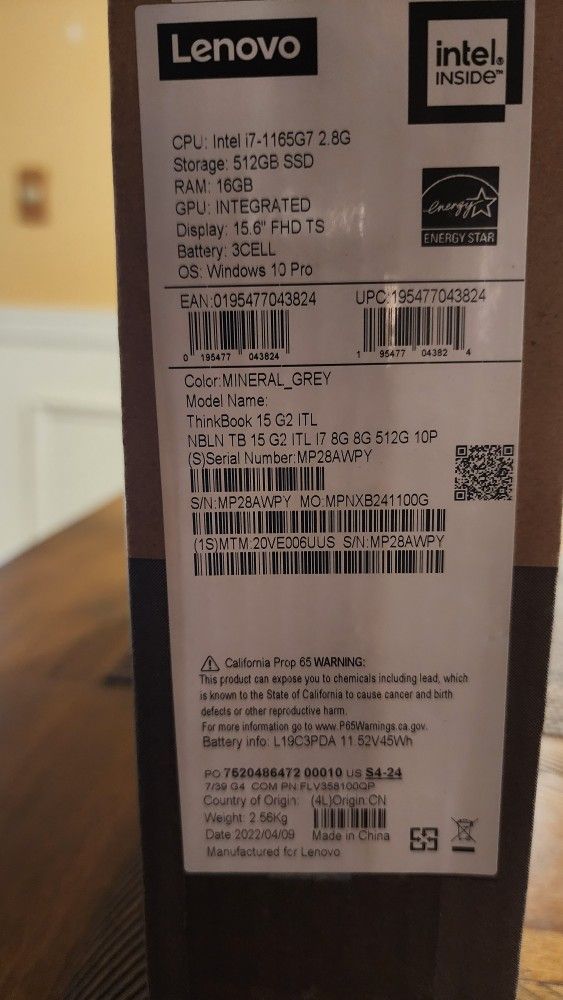 Lenovo
intel.
INSIDE™
CPU: Intel i7-1165G7 2.8G
Storage: 512GB SSD
RAM: 16GB
GPU: INTEGRATED
Display: 15.6" FHD TS
Battery: 3CELL
OS: Windows 10 Pro
energy
ENERGY STAR
EAN:0195477043824 UPC:195477043824
0 195477 043824 1 95477 04382 4
Color:MINERAL_GREY
Model Name:
ThinkBook 15 G2 ITL
NBLN TB 15 G2 ITL I7 8G 8G 512G 10P
(S)Serial Number:MP28AWPY
S/N:MP28AWPY MO:MPNXB241100G
(1S)MTM:20VE006UUS S/N:MP28AWPY
California Prop 65 WARNING:
This product can expose you to chemicals including lead, which
is known to the State of California to cause cancer and birth
defects or other reproductive harm.
For more information go to www.P65Warnings.ca.gov.
Battery info: L19C3PDA 11.52V45Wh
PO 7520486472 00010 US S4-24
7/39 G4 COM PN FLV358100QP
Country of Origin: (4L)Origin:CN
Weight: 2.56Kg
Date 2022/04/09 Made in China
Manufactured for Lenovo